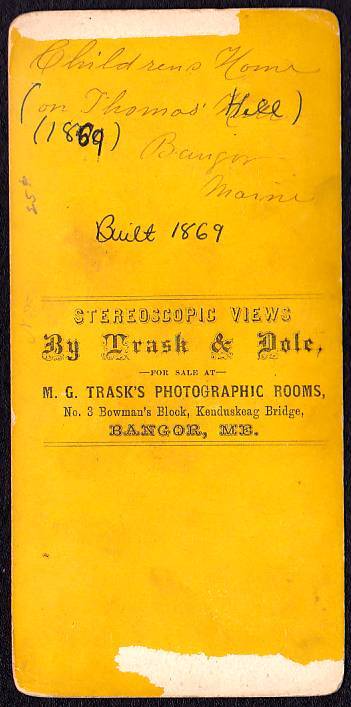 Childrens Home
(on Thomas' Hill)
(1869)
Bangor
Maine
25¢
Built 1869
STEREOSCOPIC VIEWS
By Trask & Dole,
—FOR SALE AT—
M. G. TRASK'S PHOTOGRAPHIC ROOMS,
No. 3 Bowman's Block, Kenduskeag Bridge,
BANGOR, ME.